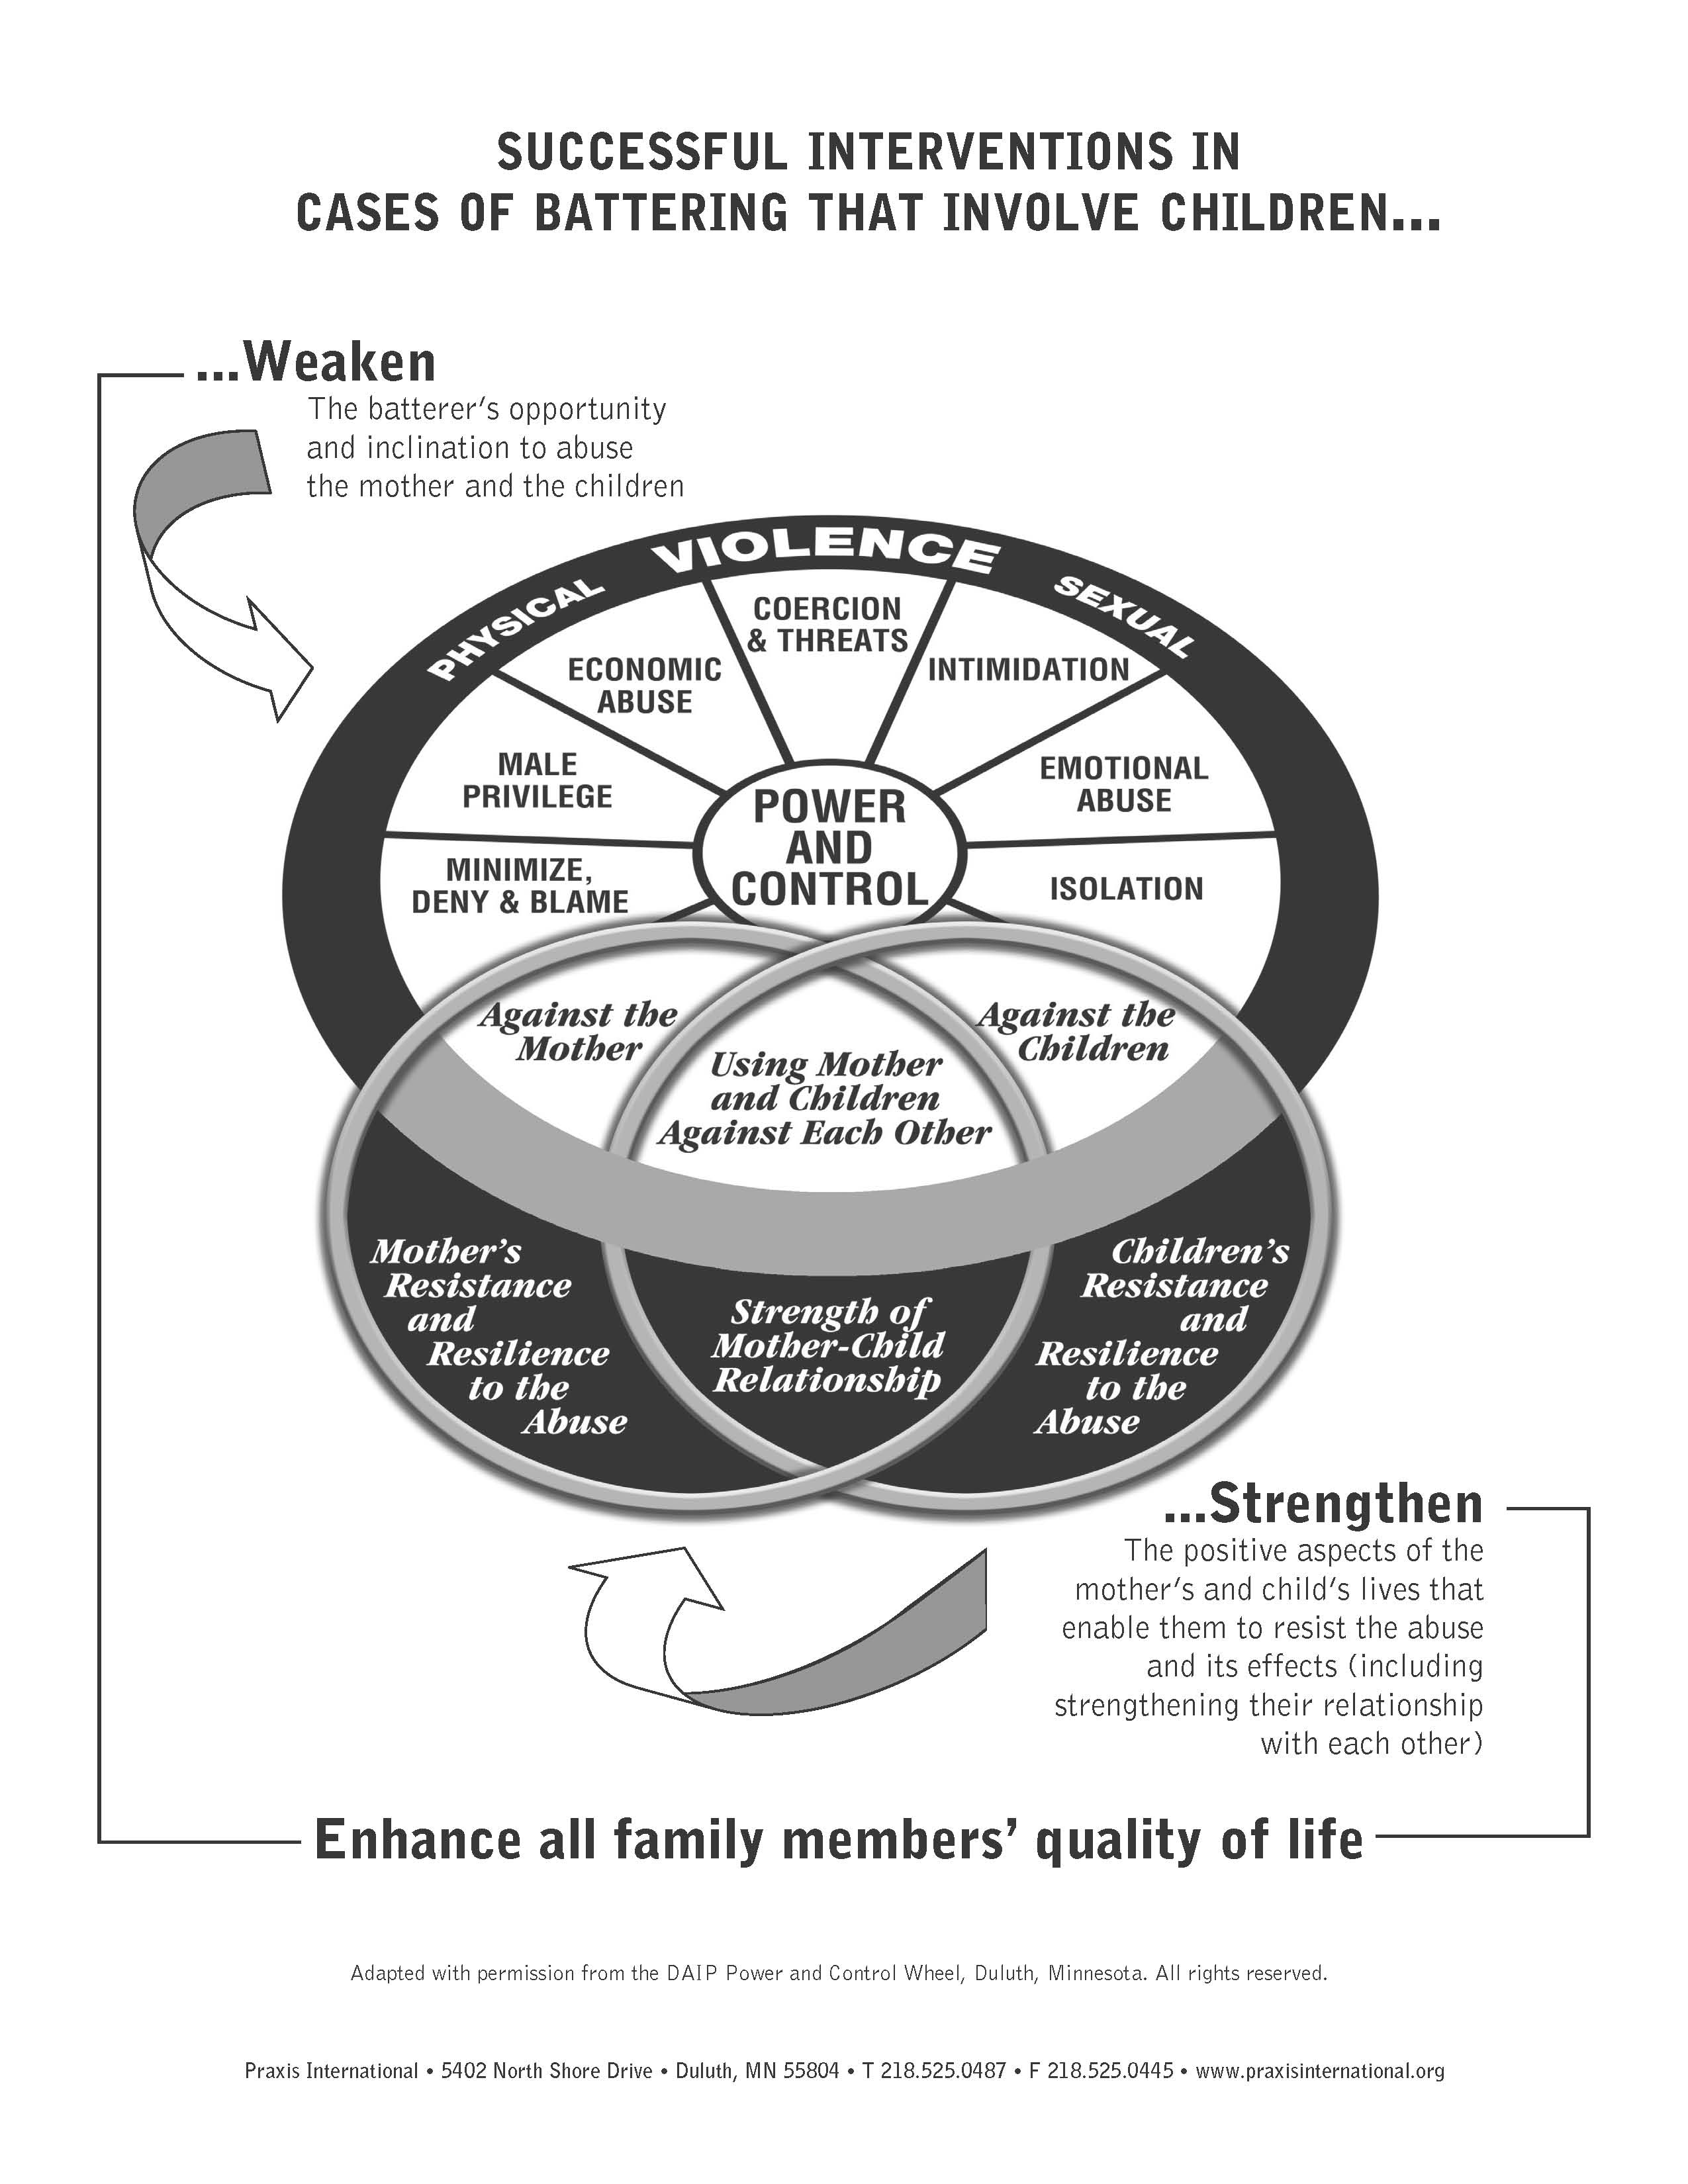 SUCCESSFUL INTERVENTIONS IN
CASES OF BATTERING THAT INVOLVE CHILDREN...
...Weaken
The batterer's opportunity
and inclination to abuse
the mother and the children
PHYSICAL VIOLENCE SEXUAL
COERCION
& THREATS
INTIMIDATION
ECONOMIC
ABUSE
EMOTIONAL
ABUSE
MALE
PRIVILEGE
POWER
AND
CONTROL
MINIMIZE,
DENY & BLAME
ISOLATION
Against the
Mother
Using Mother
and Children
Against Each Other
Against the
Children
Mother's
Resistance
and
Resilience
to the
Abuse
Strength of
Mother-Child
Relationship
Children's
Resistance
and
Resilience
to the
Abuse
...Strengthen
The positive aspects of the
mother's and child's lives that
enable them to resist the abuse
and its effects (including
strengthening their relationship
with each other)
Enhance all family members' quality of life
Adapted with permission from the DAIP Power and Control Wheel, Duluth, Minnesota. All rights reserved.
Praxis International • 5402 North Shore Drive • Duluth, MN 55804 • T 218.525.0487 • F 218.525.0445 • www.praxisinternational.org